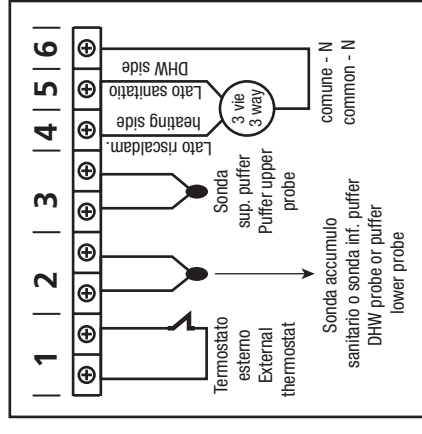 1 2 3 4 5 6
Termostato
esterno
External
thermostat
Sonda accumulo
sanitario o sonda inf. puffer
DHW probe or puffer
lower probe
Sonda
sup. puffer
Puffer upper
probe
Lato riscaldam.
heating side
Lato sanitatio
DHW side
3 vie
3 way
comune - N
common - N